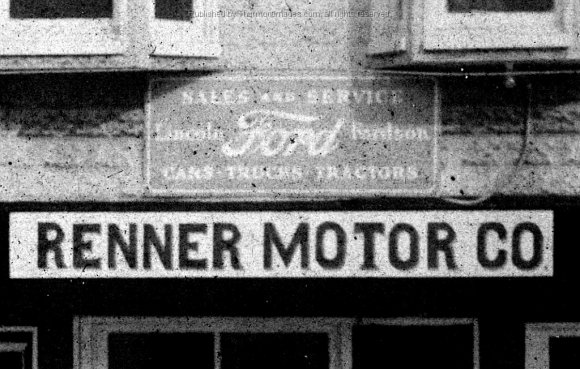 SALES AND SERVICE
Lincoln Ford Fordson
CARS · TRUCKS · TRACTORS
RENNER MOTOR CO